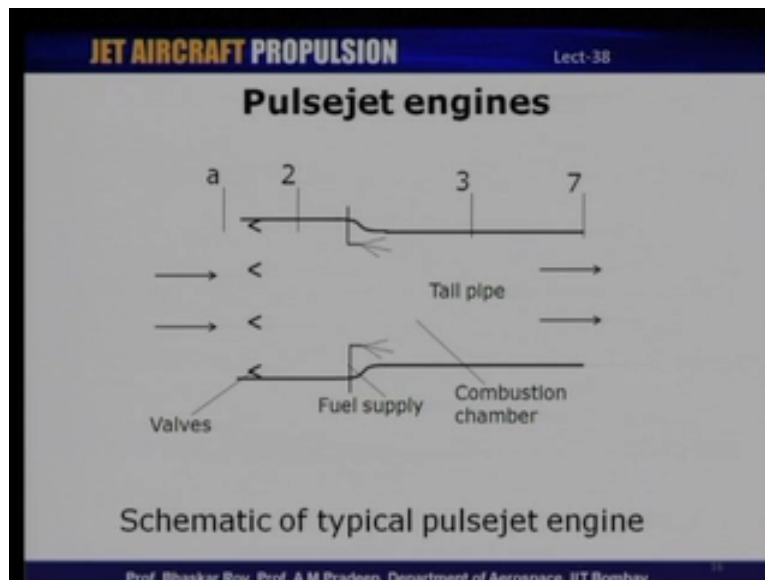 JET AIRCRAFT PROPULSION
Lect-38
Pulsejet engines
a 2 3 7
Tail pipe
Combustion
chamber
Fuel supply
Valves
Schematic of typical pulsejet engine
Prof. Bhaskar Roy, Prof. A M Pradeep, Department of Aerospace, IIT Bombay